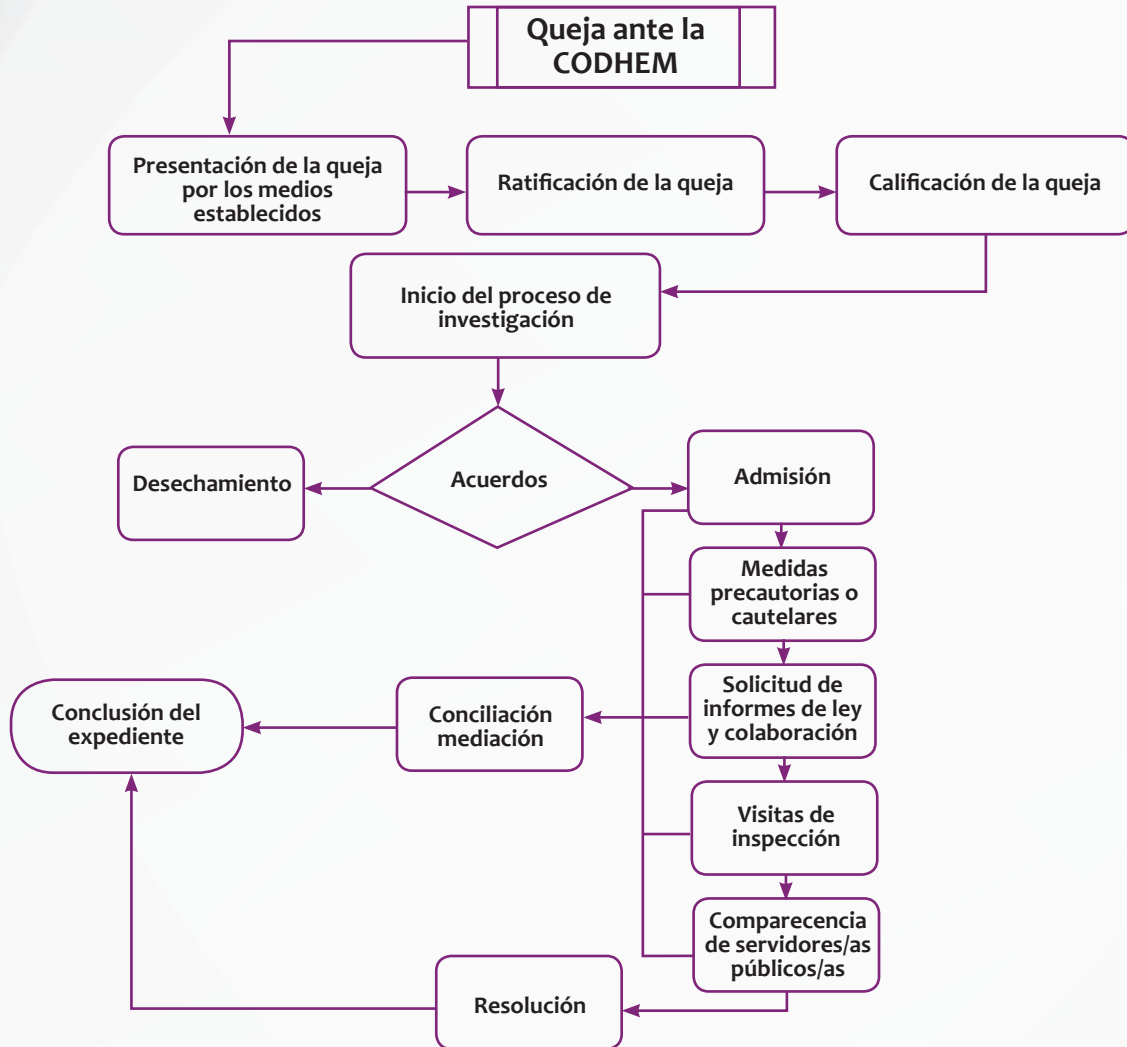 Queja ante la
CODHEM
Presentación de la queja
por los medios
establecidos
Ratificación de la queja
Calificación de la queja
Inicio del proceso de
investigación
Acuerdos
Desechamiento
Admisión
Medidas
precautorias o
cautelares
Solicitud de
informes de ley
y colaboración
Conciliación
mediación
Conclusión del
expediente
Visitas de
inspección
Comparecencia
de servidores/as
públicos/as
Resolución